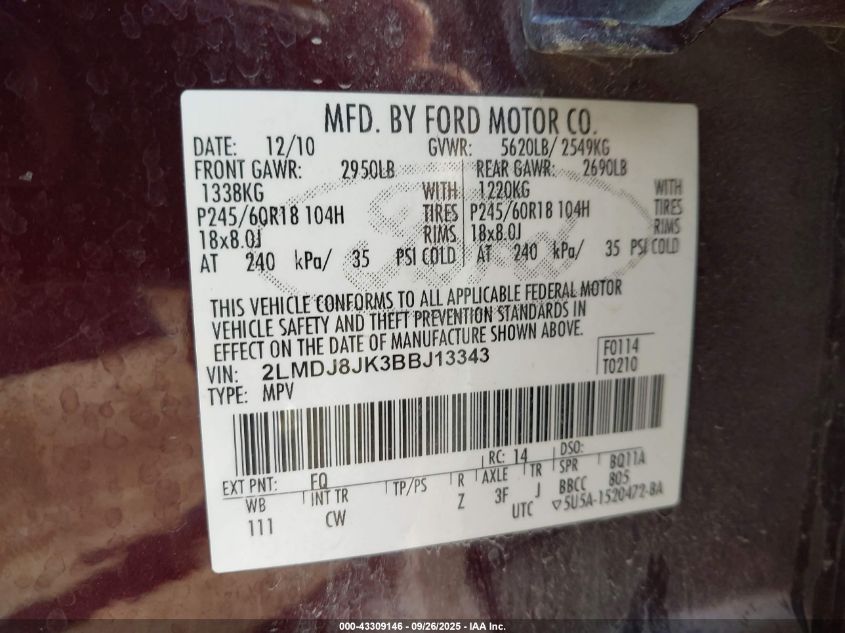 MFD. BY FORD MOTOR CO.
DATE: 12/10 GVWR: 5620LB/ 2549KG
FRONT GAWR: 2950LB REAR GAWR: 2690LB
1338KG WITH 1220KG WITH
P245/60R18 104H TIRES P245/60R18 104H TIRES
18x8.0J RIMS 18x8.0J RIMS
AT 240 kPa/ 35 PSI COLD AT 240 kPa/ 35 PSI COLD
Ford
THIS VEHICLE CONFORMS TO ALL APPLICABLE FEDERAL MOTOR
VEHICLE SAFETY AND THEFT PREVENTION STANDARDS IN
EFFECT ON THE DATE OF MANUFACTURE SHOWN ABOVE.
VIN: 2LMDJ8JK3BBJ13343 F0114
TYPE: MPV T0210
EXT PNT: FQ RC: 14 DSO:
WB INT TR TP/PS R AXLE TR SPR BQ11A
111 CW Z 3F J BBCC 805
UTC ▽5U5A-1520472-BA
000-43309146 - 09/26/2025 - IAA Inc.